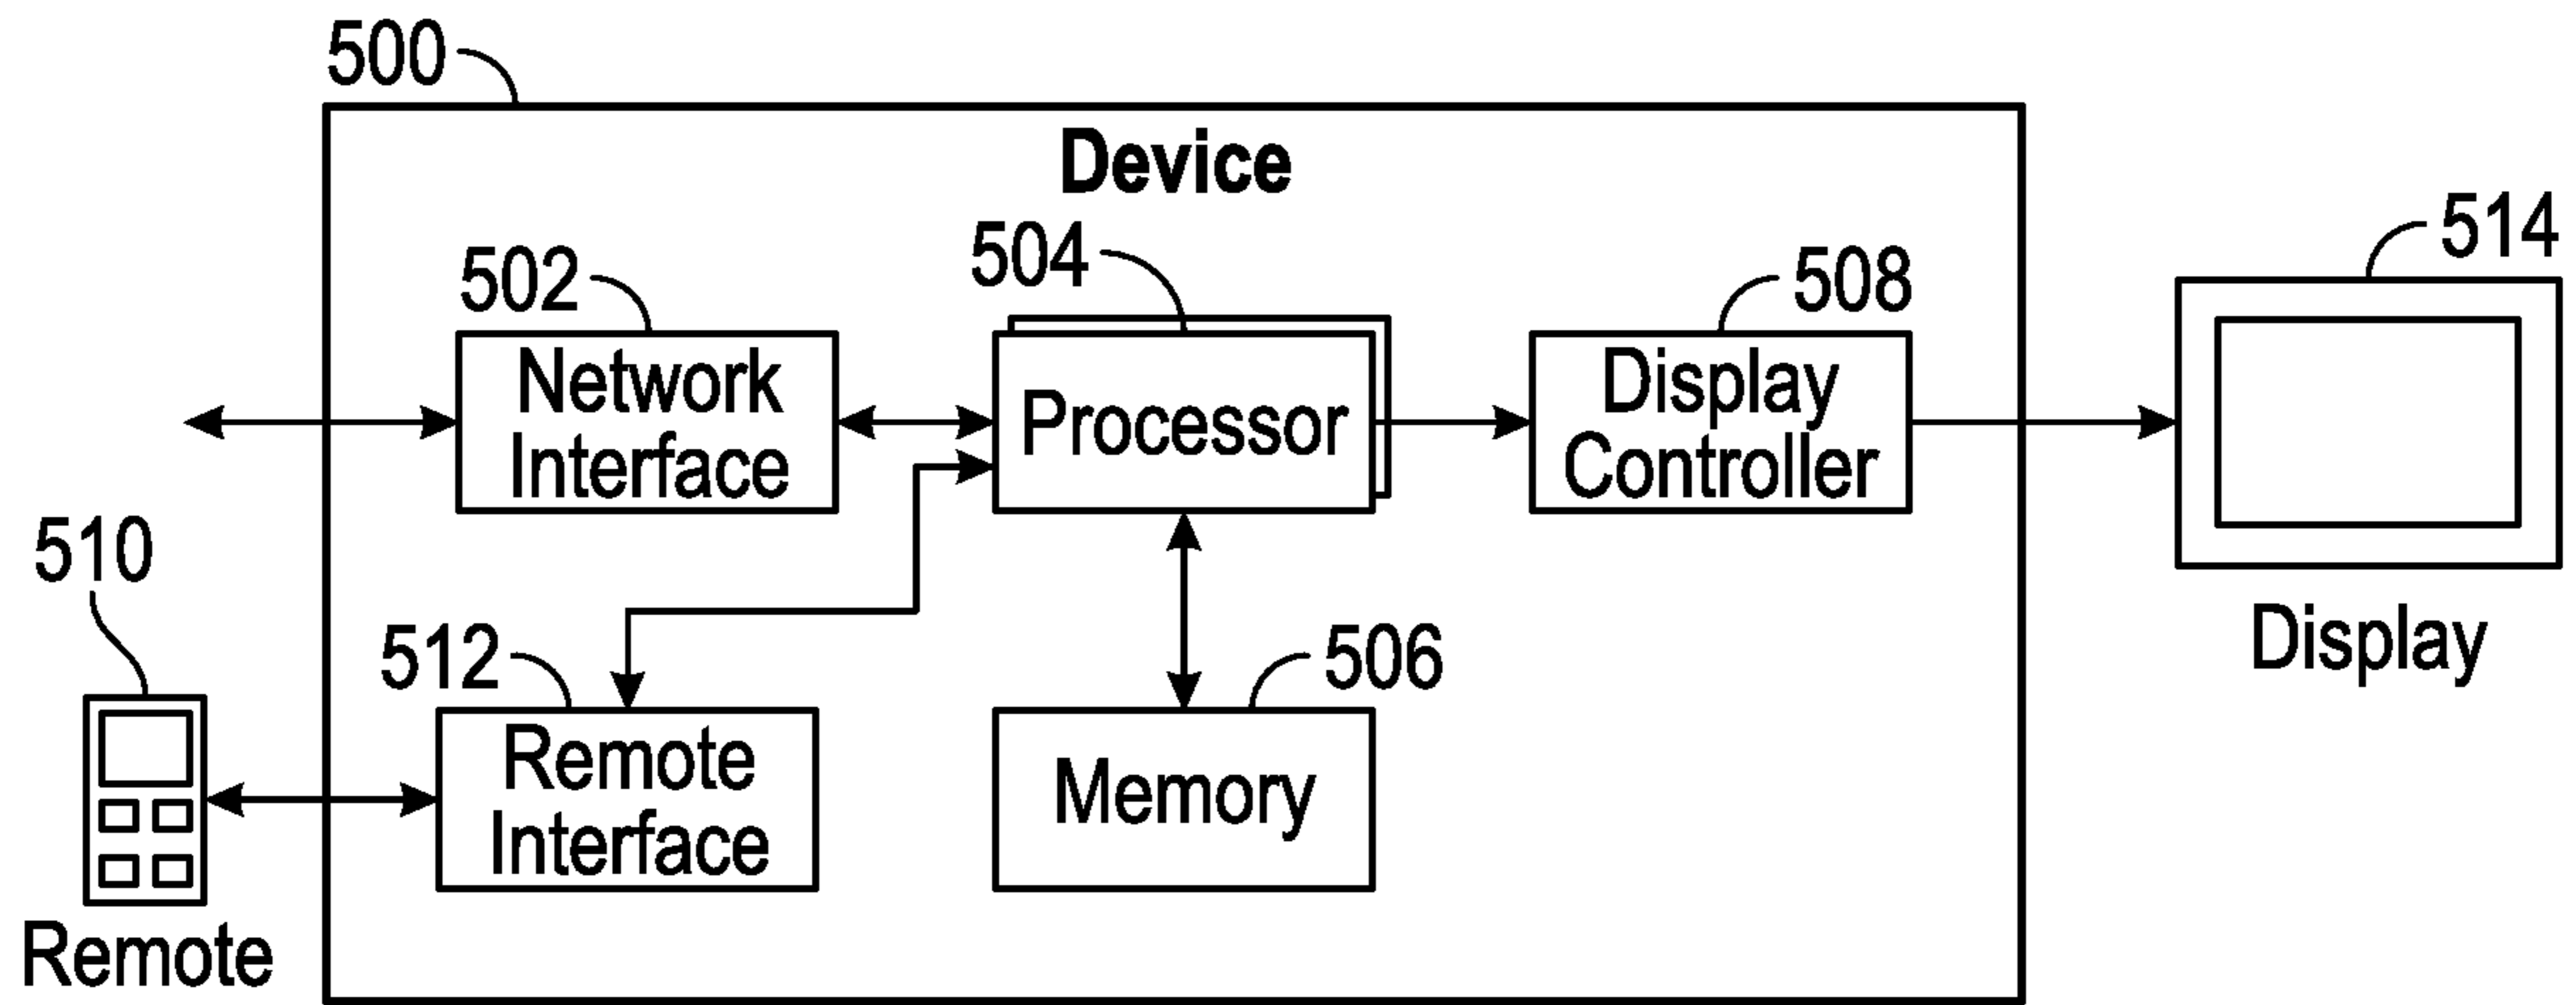 500
Device
502
504
508
514
Network
Interface
Processor
Display
Controller
510
512
506
Display
Remote
Interface
Memory
Remote